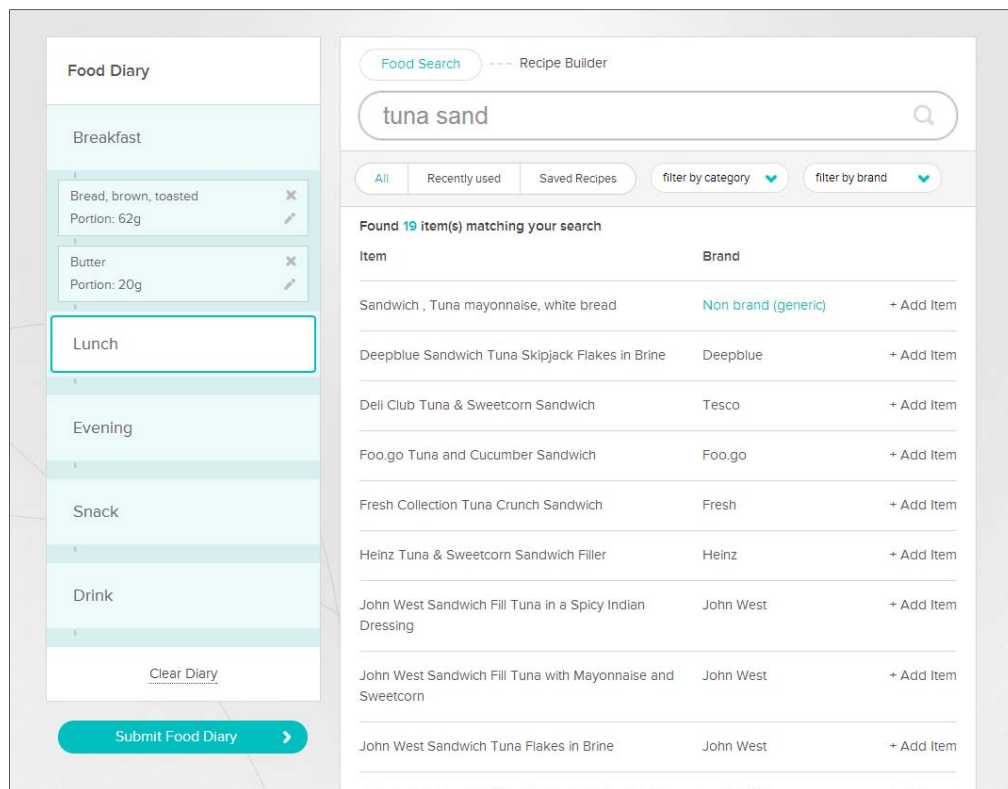 Food Diary
Breakfast
Bread, brown, toasted
Portion: 62g
Butter
Portion: 20g
Lunch
Evening
Snack
Drink
Clear Diary
Submit Food Diary
Food Search --- Recipe Builder
tuna sand
All Recently used Saved Recipes filter by category filter by brand
Found 19 item(s) matching your search
Item Brand
Sandwich , Tuna mayonnaise, white bread Non brand (generic) + Add Item
Deepblue Sandwich Tuna Skipjack Flakes in Brine Deepblue + Add Item
Deli Club Tuna & Sweetcorn Sandwich Tesco + Add Item
Foo.go Tuna and Cucumber Sandwich Foo.go + Add Item
Fresh Collection Tuna Crunch Sandwich Fresh + Add Item
Heinz Tuna & Sweetcorn Sandwich Filler Heinz + Add Item
John West Sandwich Fill Tuna in a Spicy Indian John West + Add Item
Dressing
John West Sandwich Fill Tuna with Mayonnaise and John West + Add Item
Sweetcorn
John West Sandwich Tuna Flakes in Brine John West + Add Item